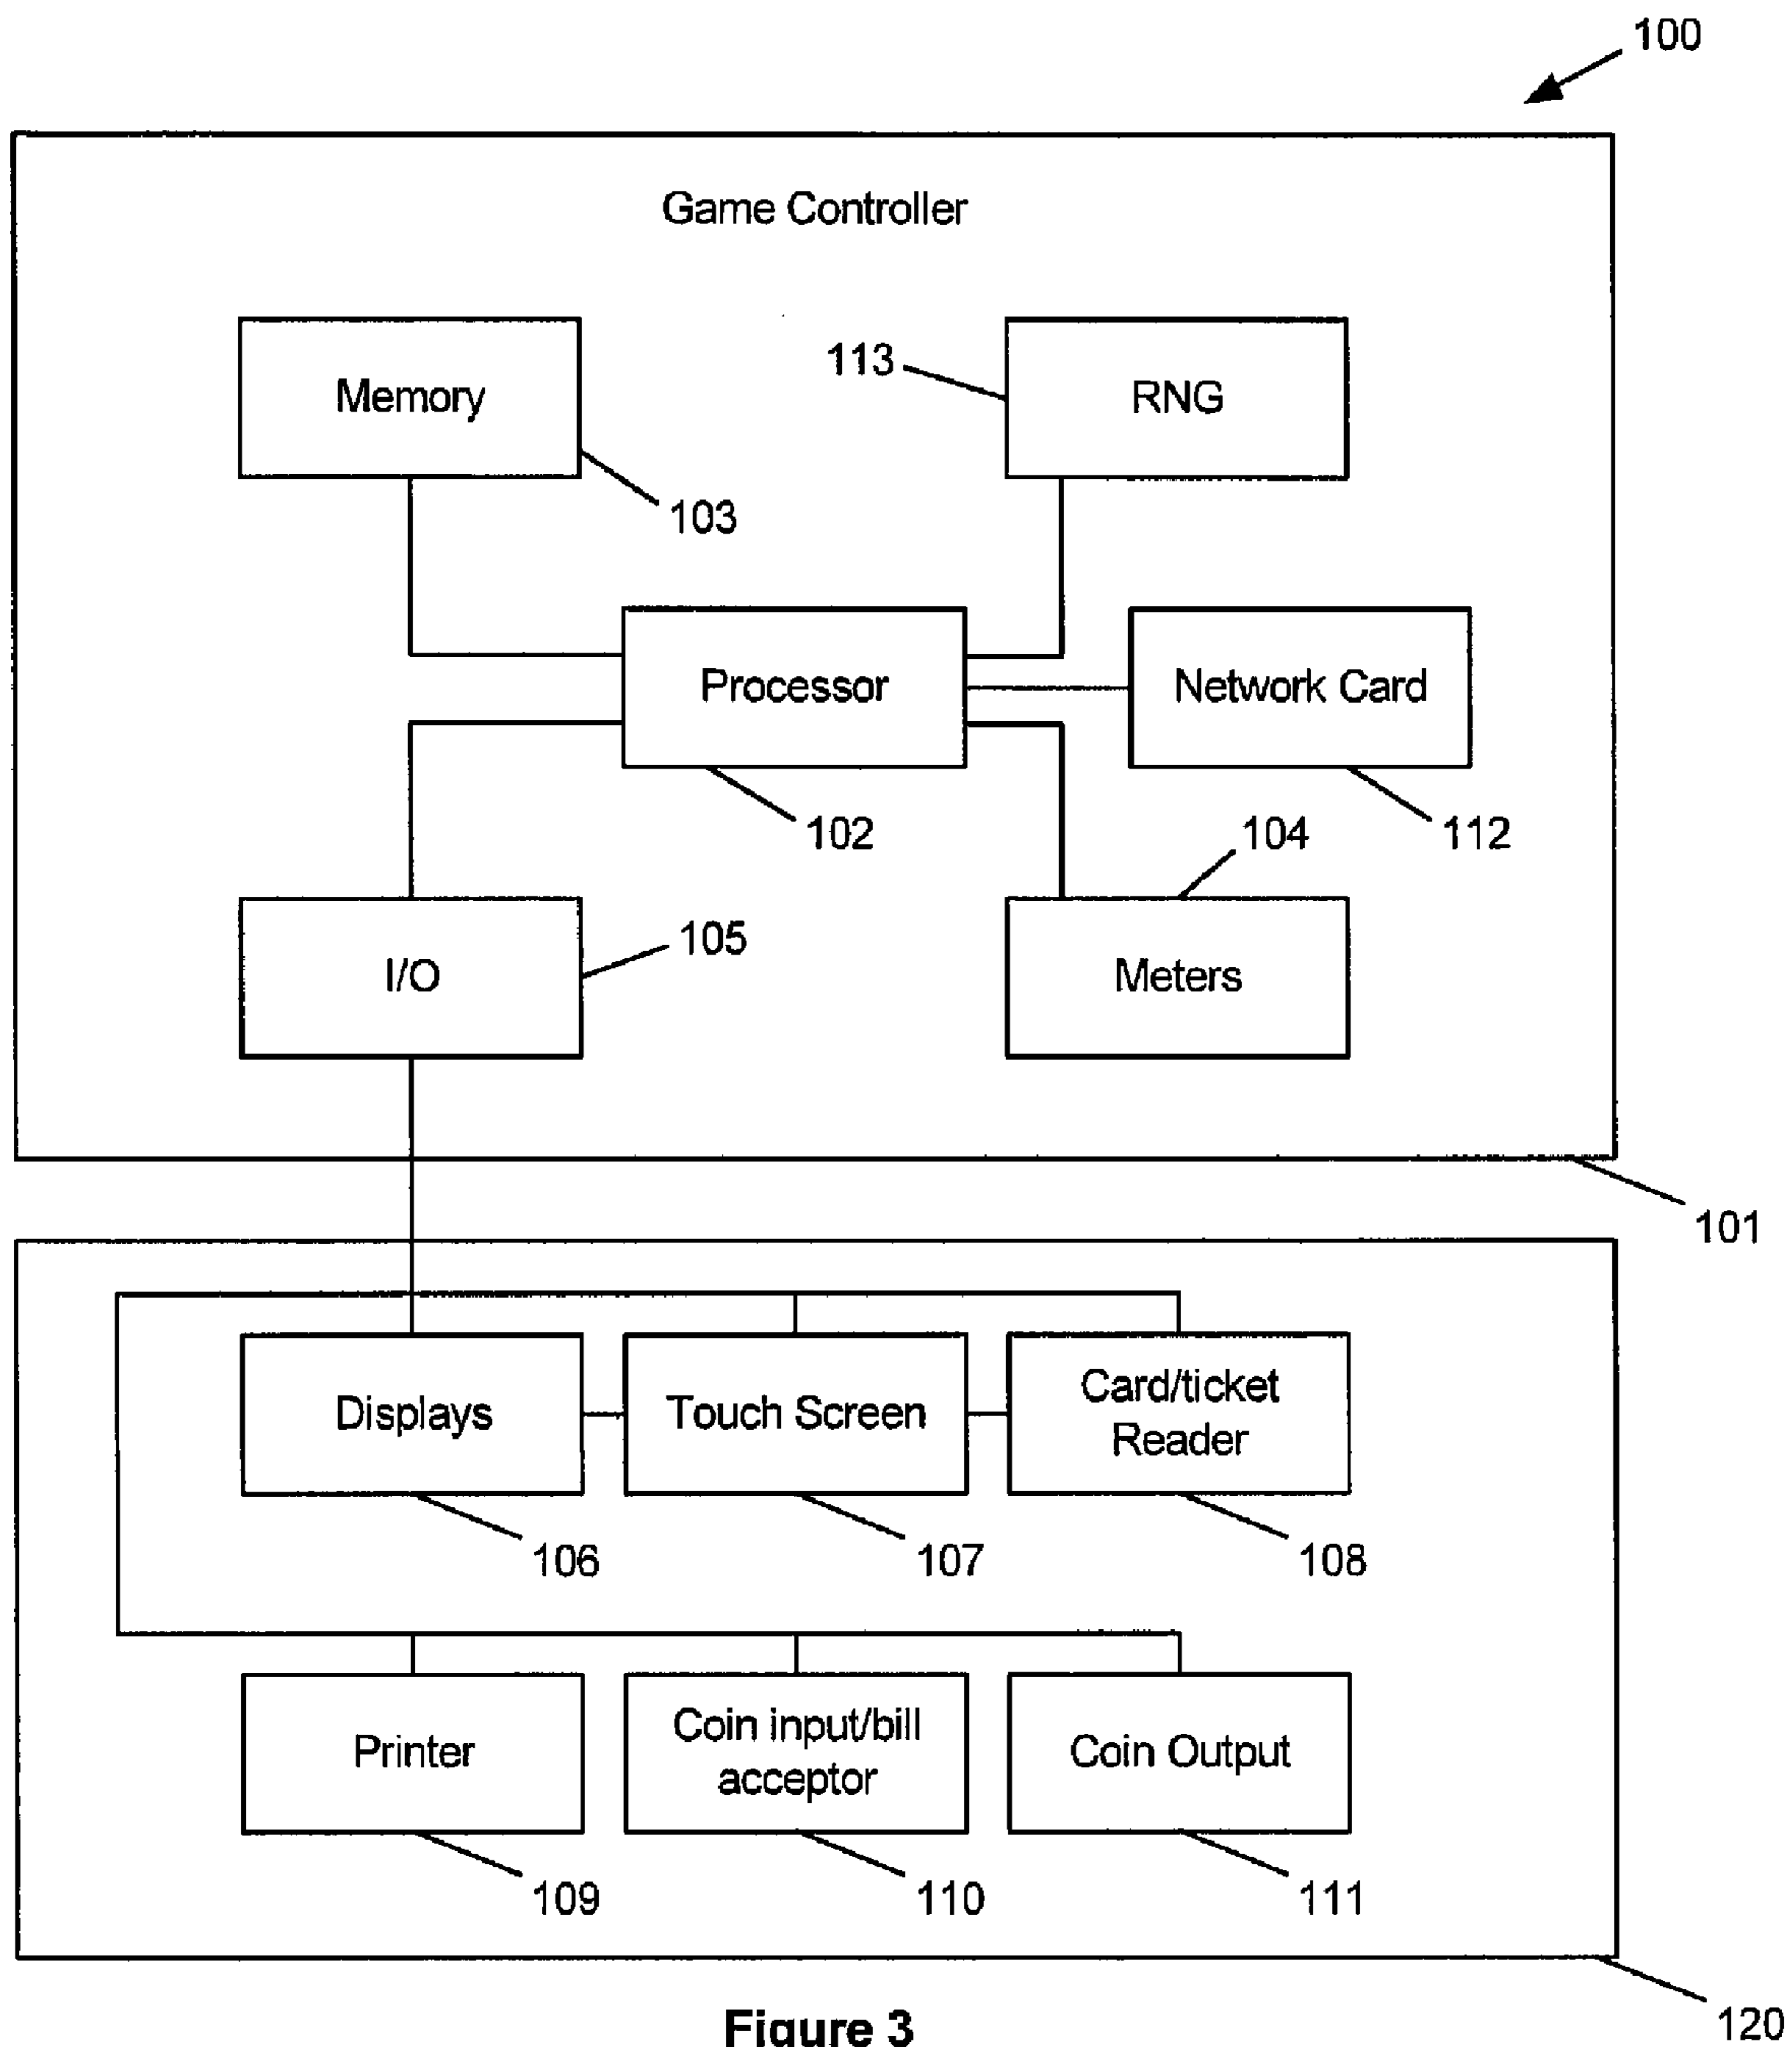 100
Game Controller
Memory
113
RNG
103
Processor
Network Card
102
104
112
I/O
105
Meters
101
Displays
Touch Screen
Card/ticket
Reader
106
107
108
Printer
Coin input/bill
acceptor
Coin Output
109
110
111
120
Figure 3